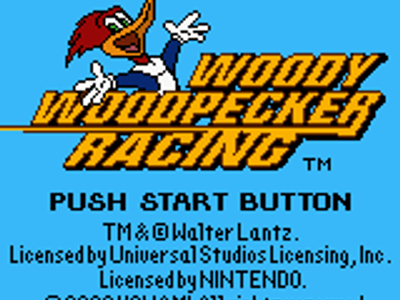 WOODY
WOODPECKER
RACING TM
PUSH START BUTTON
TM & © Walter Lantz.
Licensed by Universal Studios Licensing, Inc.
Licensed by NINTENDO.